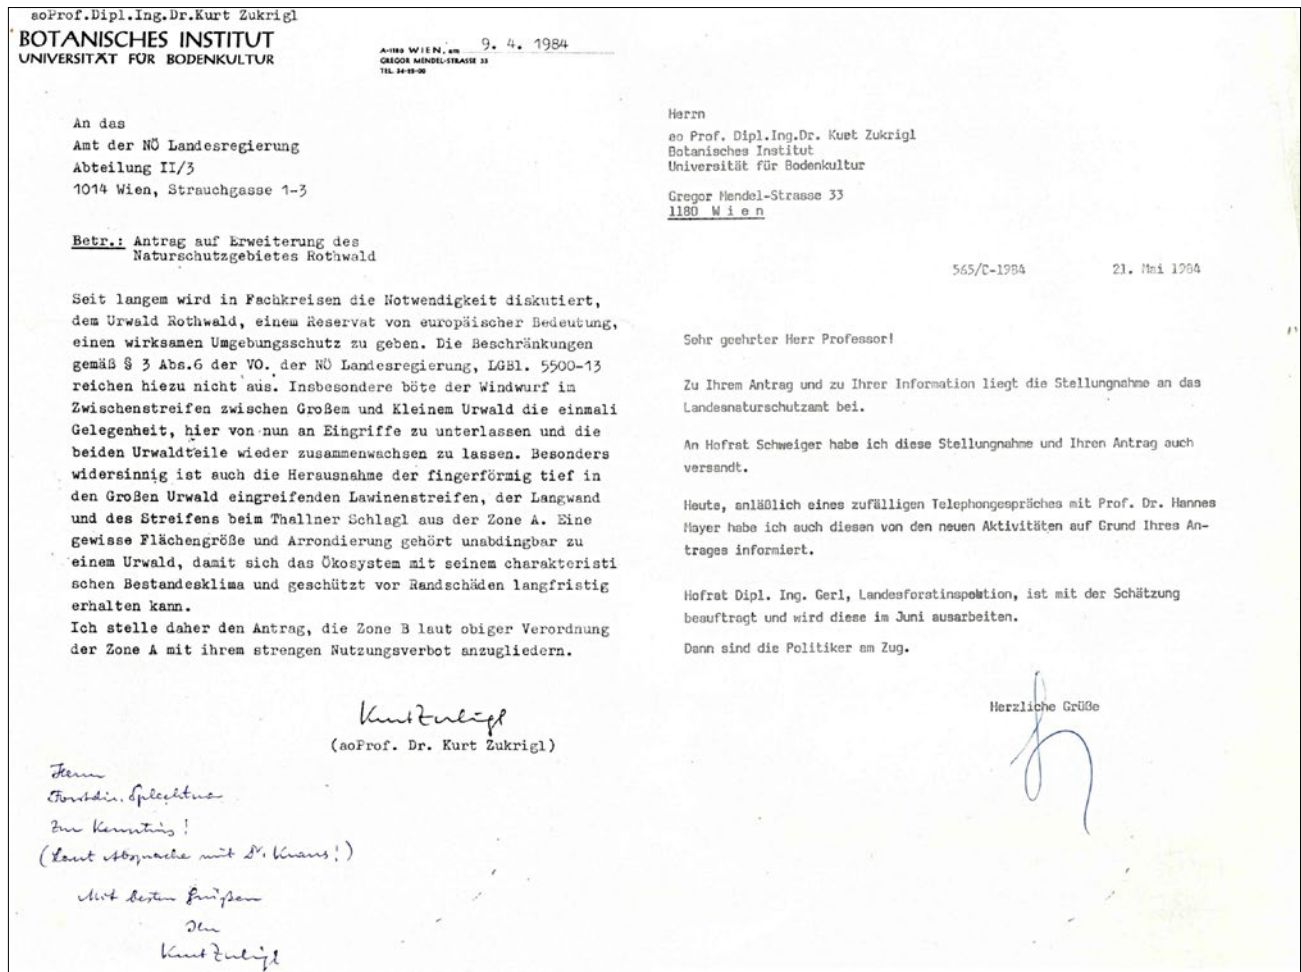 aoProf.Dipl.Ing.Dr.Kurt Zukrigl
BOTANISCHES INSTITUT
UNIVERSITÄT FÜR BODENKULTUR
A-1180 WIEN, am 9. 4. 1984
GREGOR MENDEL-STRASSE 33
TEL. 34-25-00
An das
Amt der NÖ Landesregierung
Abteilung II/3
1014 Wien, Strauchgasse 1-3
Betr.: Antrag auf Erweiterung des
Naturschutzgebietes Rothwald
Seit langem wird in Fachkreisen die Notwendigkeit diskutiert,
dem Urwald Rothwald, einem Reservat von europäischer Bedeutung,
einen wirksamen Umgebungsschutz zu geben. Die Beschränkungen
gemäß § 3 Abs.6 der VO. der NÖ Landesregierung, LGBl. 5500-13
reichen hiezu nicht aus. Insbesondere böte der Windwurf im
Zwischenstreifen zwischen Großem und Kleinem Urwald die einmali
Gelegenheit, hier von nun an Eingriffe zu unterlassen und die
beiden Urwaldteile wieder zusammenwachsen zu lassen. Besonders
widersinnig ist auch die Herausnahme der fingerförmig tief in
den Großen Urwald eingreifenden Lawinenstreifen, der Langwand
und des Streifens beim Thallner Schlagl aus der Zone A. Eine
gewisse Flächengröße und Arrondierung gehört unabdingbar zu
einem Urwald, damit sich das Ökosystem mit seinem charakteristi
schen Bestandesklima und geschützt vor Randschäden langfristig
erhalten kann.
Ich stelle daher den Antrag, die Zone B laut obiger Verordnung
der Zone A mit ihrem strengen Nutzungsverbot anzugliedern.
Kurt Zukrigl
(aoProf. Dr. Kurt Zukrigl)
Herrn
Forstdir. Splechtna
Zur Kenntnis!
(Laut Absprache mit Dr. Kraus!)
Mit besten Grüßen
Ihr
Kurt Zukrigl
Herrn
ao Prof. Dipl.Ing.Dr. Kuet Zukrigl
Botanisches Institut
Universität für Bodenkultur
Gregor Mendel-Strasse 33
1180 W i e n
565/C-1984 21. Mai 1984
Sehr geehrter Herr Professor!
Zu Ihrem Antrag und zu Ihrer Information liegt die Stellungnahme an das
Landesnaturschutzamt bei.
An Hofrat Schweiger habe ich diese Stellungnahme und Ihren Antrag auch
versandt.
Heute, anläßlich eines zufälligen Telephongespräches mit Prof. Dr. Hannes
Mayer habe ich auch diesen von den neuen Aktivitäten auf Grund Ihres An-
trages informiert.
Hofrat Dipl. Ing. Gerl, Landesforstinspektion, ist mit der Schätzung
beauftragt und wird diese im Juni ausarbeiten.
Dann sind die Politiker am Zug.
Herzliche Grüße